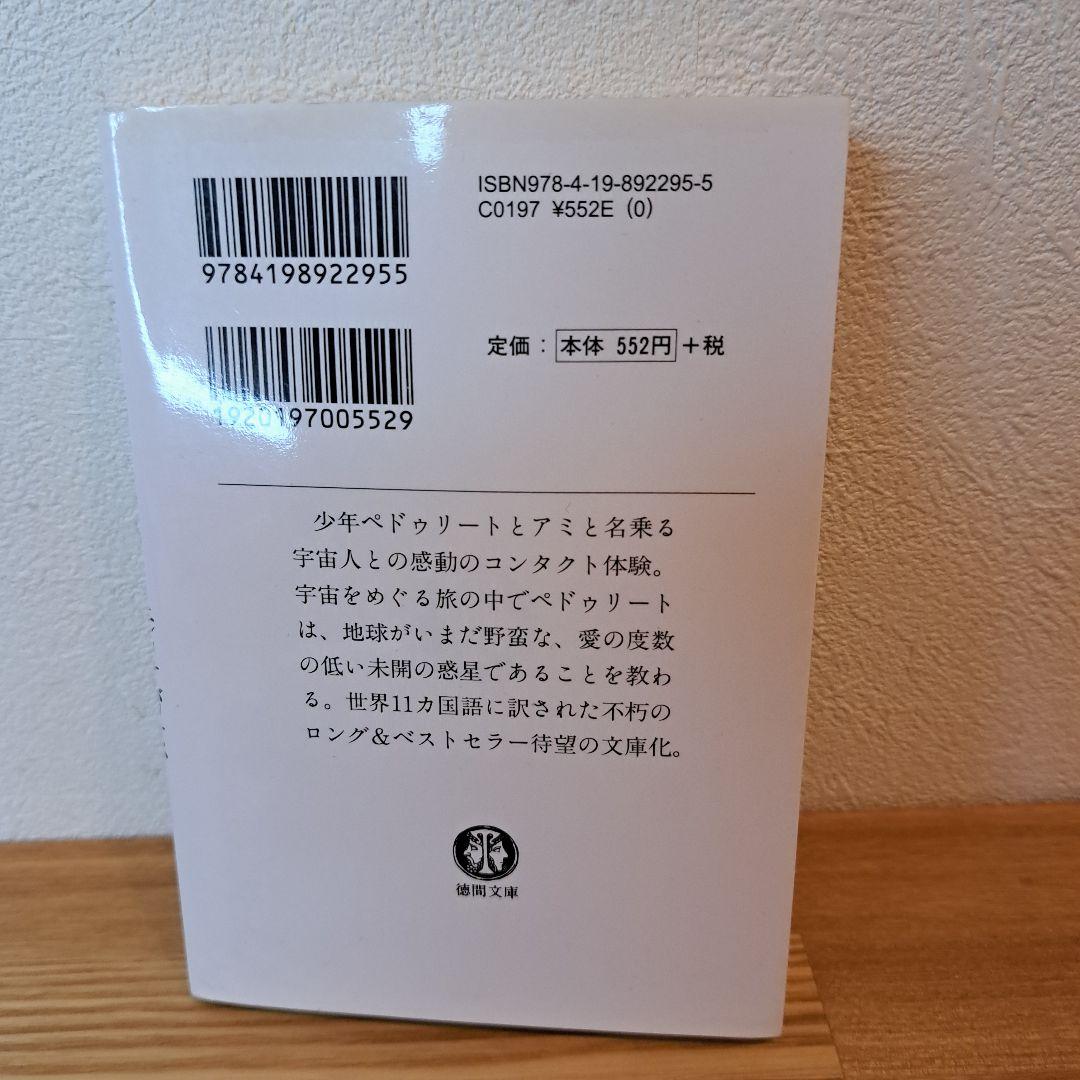 ISBN978-4-19-892295-5
C0197 ¥552E (0)
9784198922955
定価：本体 552円＋税
1920197005529
少年ペドゥリートとアミと名乗る
宇宙人との感動のコンタクト体験。
宇宙をめぐる旅の中でペドゥリート
は、地球がいまだ野蛮な、愛の度数
の低い未開の惑星であることを教わ
る。世界11カ国語に訳された不朽の
ロング＆ベストセラー待望の文庫化。
徳間文庫